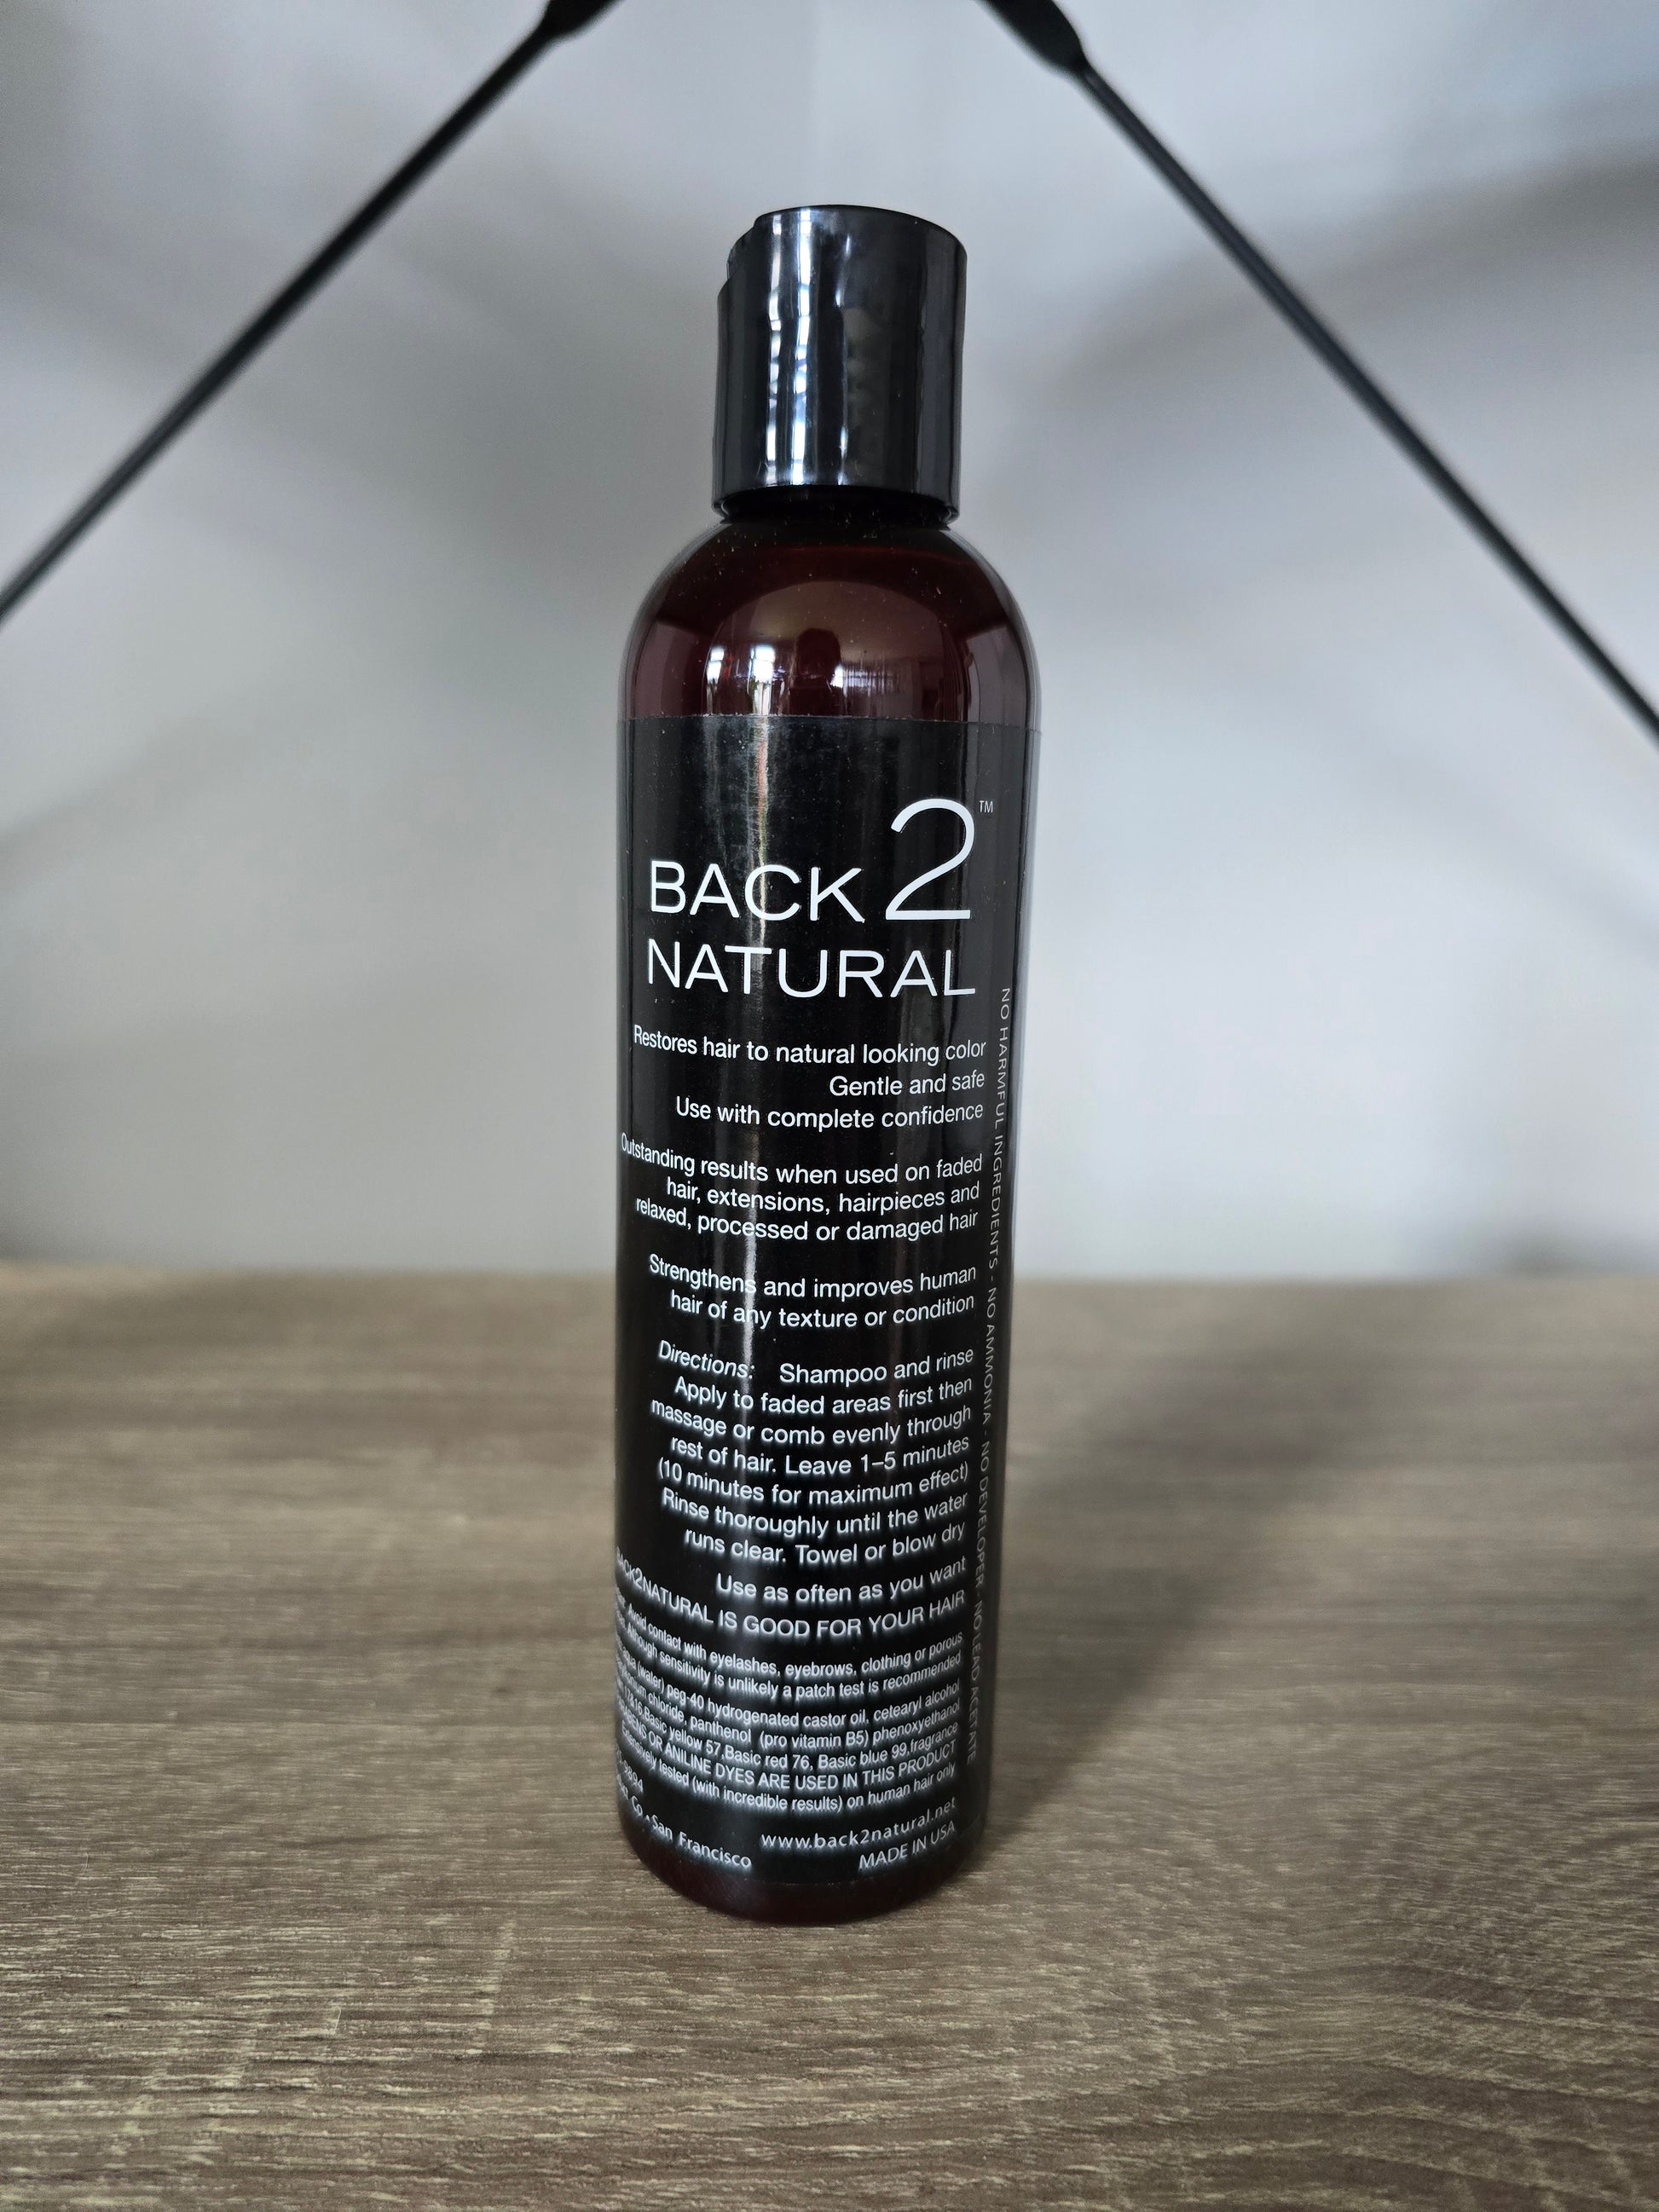 BACK 2™
NATURAL
Restores hair to natural looking color
Gentle and safe
Use with complete confidence
Outstanding results when used on faded
hair, extensions, hairpieces and
relaxed, processed or damaged hair
Strengthens and improves human
hair of any texture or condition
Directions: Shampoo and rinse
Apply to faded areas first then
massage or comb evenly through
rest of hair. Leave 1–5 minutes
(10 minutes for maximum effect)
Rinse thoroughly until the water
runs clear. Towel or blow dry
Use as often as you want
BACK2NATURAL IS GOOD FOR YOUR HAIR
Avoid contact with eyelashes, eyebrows, clothing or porous
Although sensitivity is unlikely a patch test is recommended
(water) peg-40 hydrogenated castor oil, cetearyl alcohol
chloride, panthenol (pro vitamin B5) phenoxyethanol
Basic yellow 57,Basic red 76, Basic blue 99,fragrance
OR ANILINE DYES ARE USED IN THIS PRODUCT
Extensively tested (with incredible results) on human hair only
Co • San Francisco
www.back2natural.net
MADE IN USA
NO HARMFUL INGREDIENTS - NO AMMONIA - NO DEVELOPER - NO LEAD ACETATE